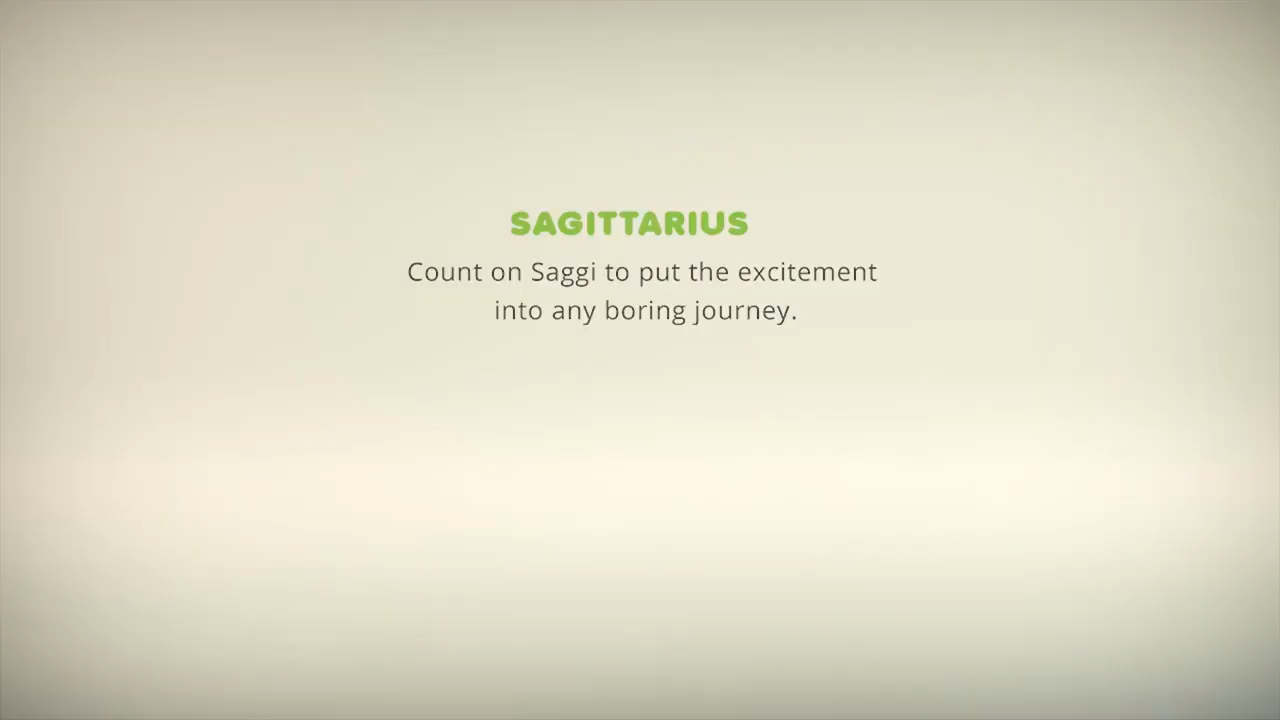 SAGITTARIUS
Count on Saggi to put the excitement
into any boring journey.